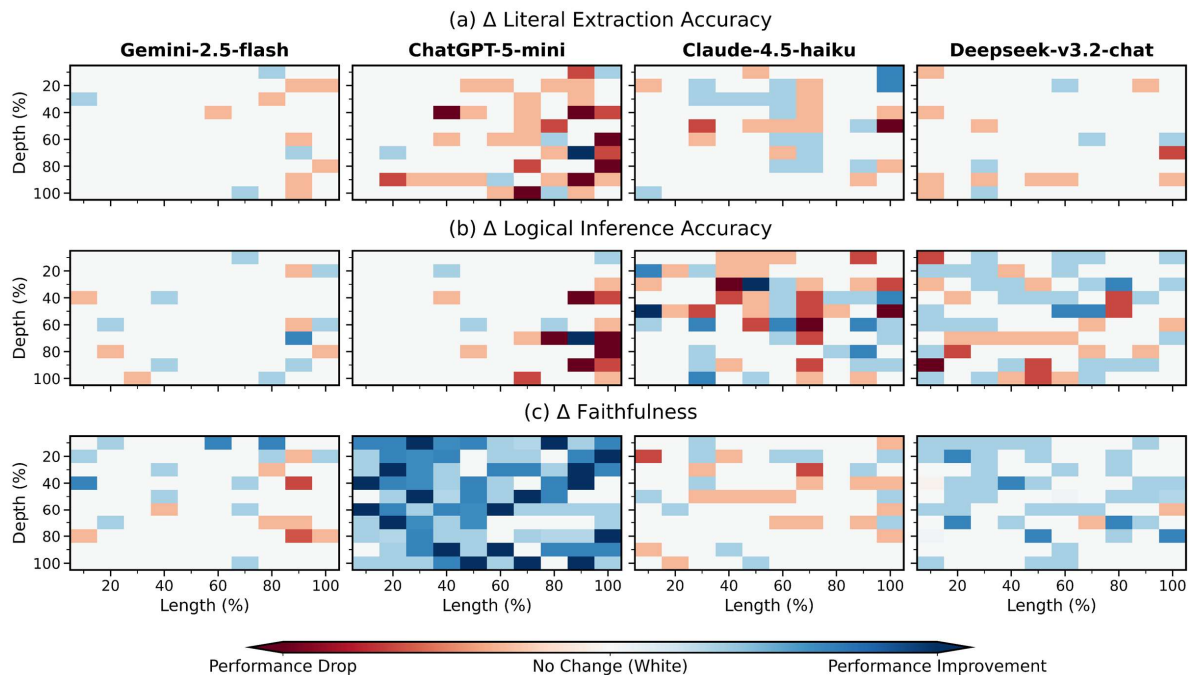 (a) Δ Literal Extraction Accuracy
Gemini-2.5-flash ChatGPT-5-mini Claude-4.5-haiku Deepseek-v3.2-chat
Depth (%)
20
40
60
80
100
(b) Δ Logical Inference Accuracy
Depth (%)
20
40
60
80
100
(c) Δ Faithfulness
Depth (%)
20
40
60
80
100
20 40 60 80 100 20 40 60 80 100 20 40 60 80 100 20 40 60 80 100
Length (%) Length (%) Length (%) Length (%)
Performance Drop No Change (White) Performance Improvement